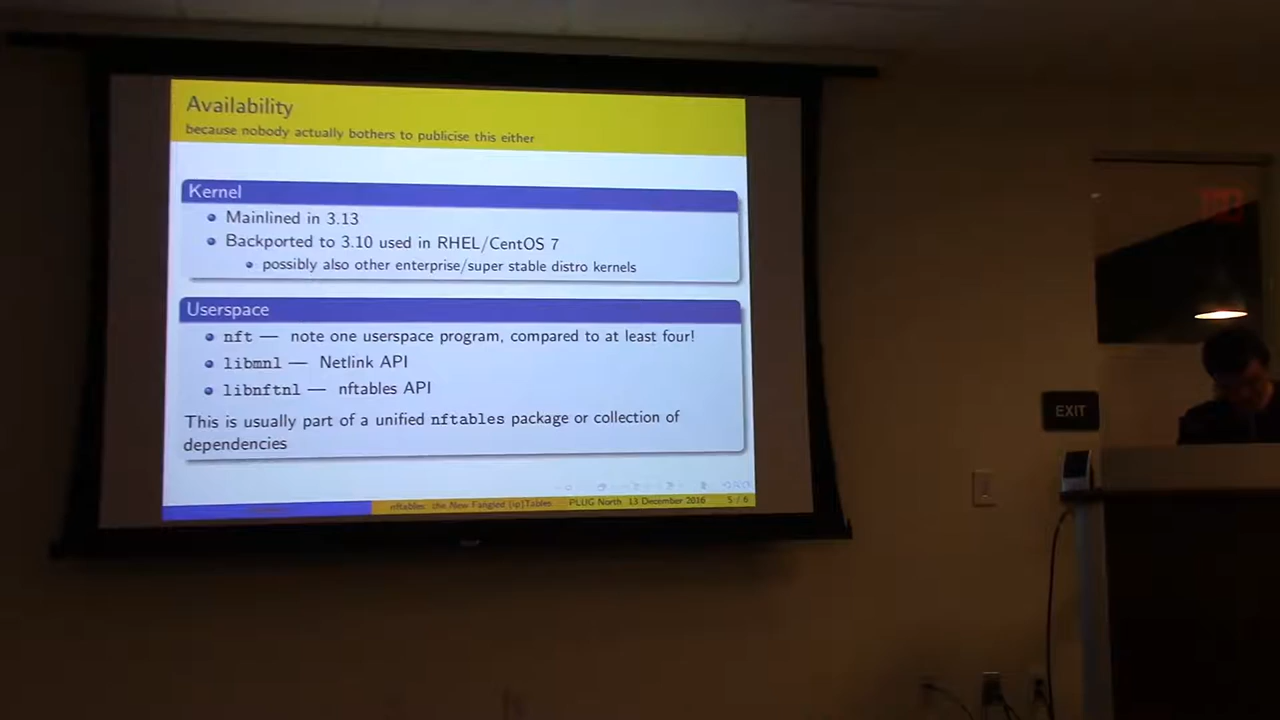 Availability
because nobody actually bothers to publicise this either
Kernel
Mainlined in 3.13
Backported to 3.10 used in RHEL/CentOS 7
possibly also other enterprise/super stable distro kernels
Userspace
nft — note one userspace program, compared to at least four!
libmnl — Netlink API
libnftnl — nftables API
This is usually part of a unified nftables package or collection of
dependencies
nftables: the New Fangled (ip)Tables PLUG North 13 December 2016 5 / 6
EXIT